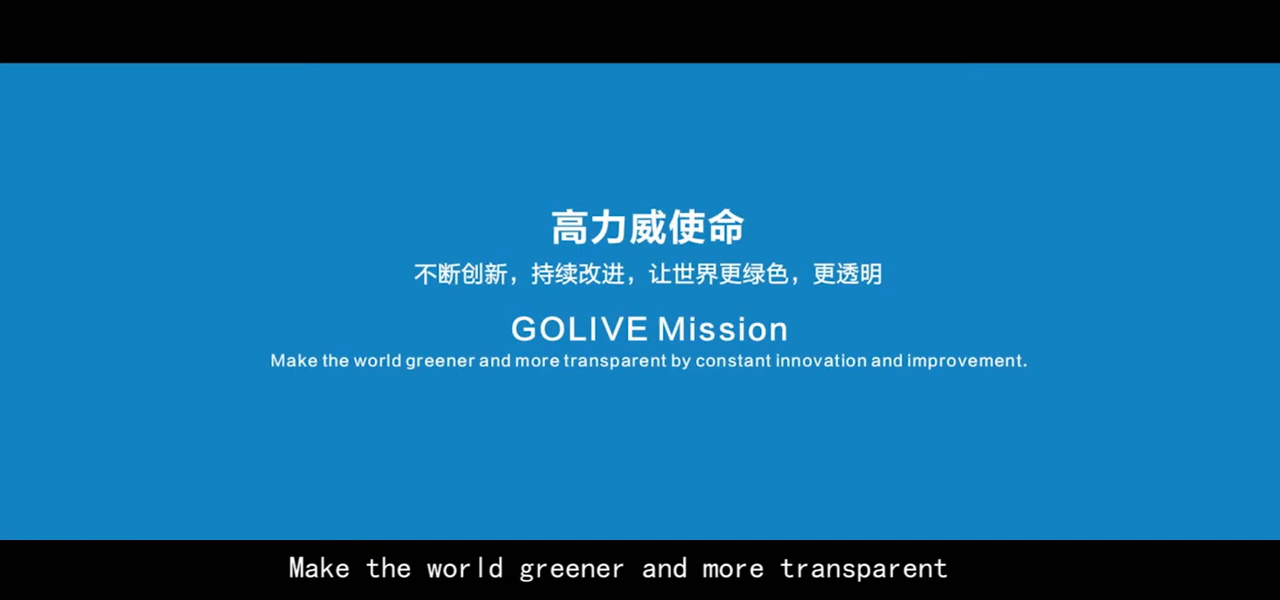 高力威使命
不断创新，持续改进，让世界更绿色，更透明
GOLIVE Mission
Make the world greener and more transparent by constant innovation and improvement.
Make the world greener and more transparent